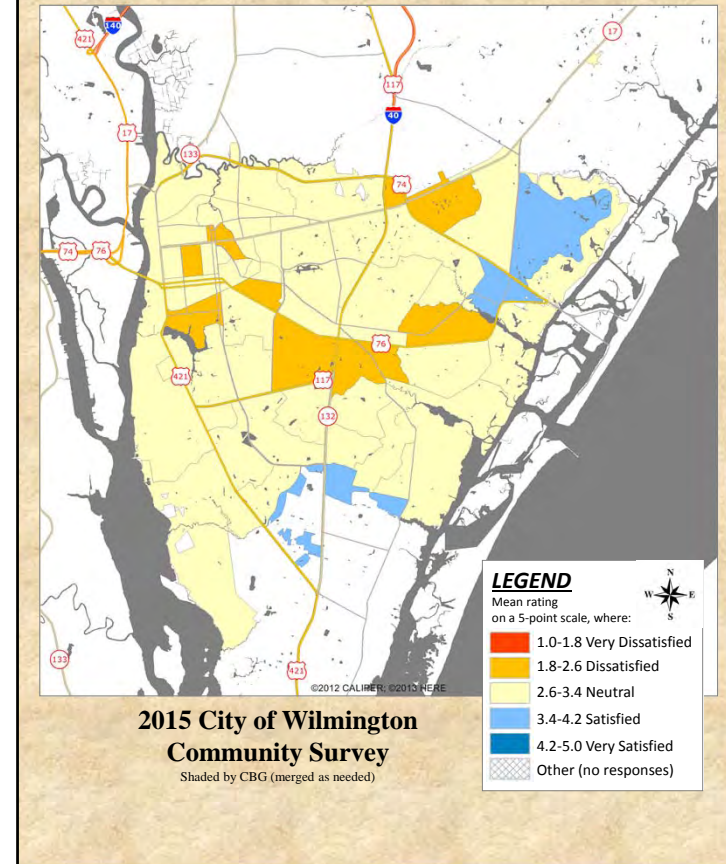 140
421
17
117
40
17
133
74
74
76
76
421
117
132
133
421
©2012 CALIPER; ©2013 HERE
LEGEND
Mean rating
on a 5-point scale, where:
N
W E
S
1.0-1.8 Very Dissatisfied
1.8-2.6 Dissatisfied
2.6-3.4 Neutral
3.4-4.2 Satisfied
4.2-5.0 Very Satisfied
Other (no responses)
2015 City of Wilmington
Community Survey
Shaded by CBG (merged as needed)